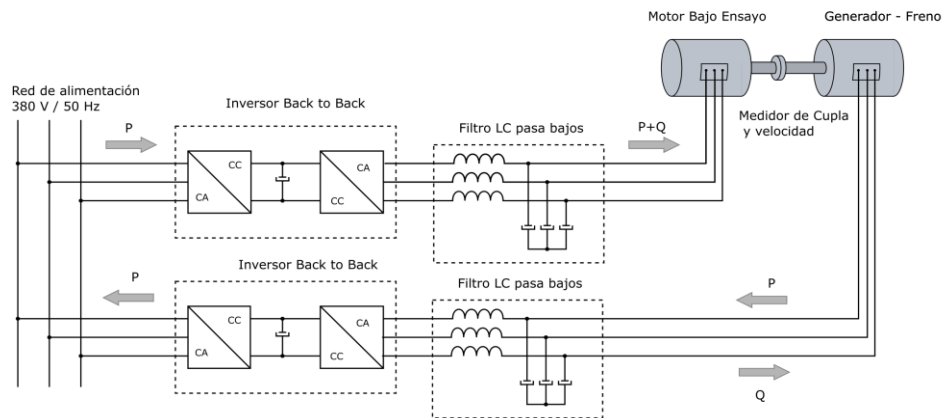 Motor Bajo Ensayo
Generador - Freno
Red de alimentación
380 V / 50 Hz
Inversor Back to Back
P
Filtro LC pasa bajos
P+Q
Medidor de Cupla
y velocidad
CC
CA
CA
CC
Inversor Back to Back
P
Filtro LC pasa bajos
P
CC
CA
CA
CC
Q